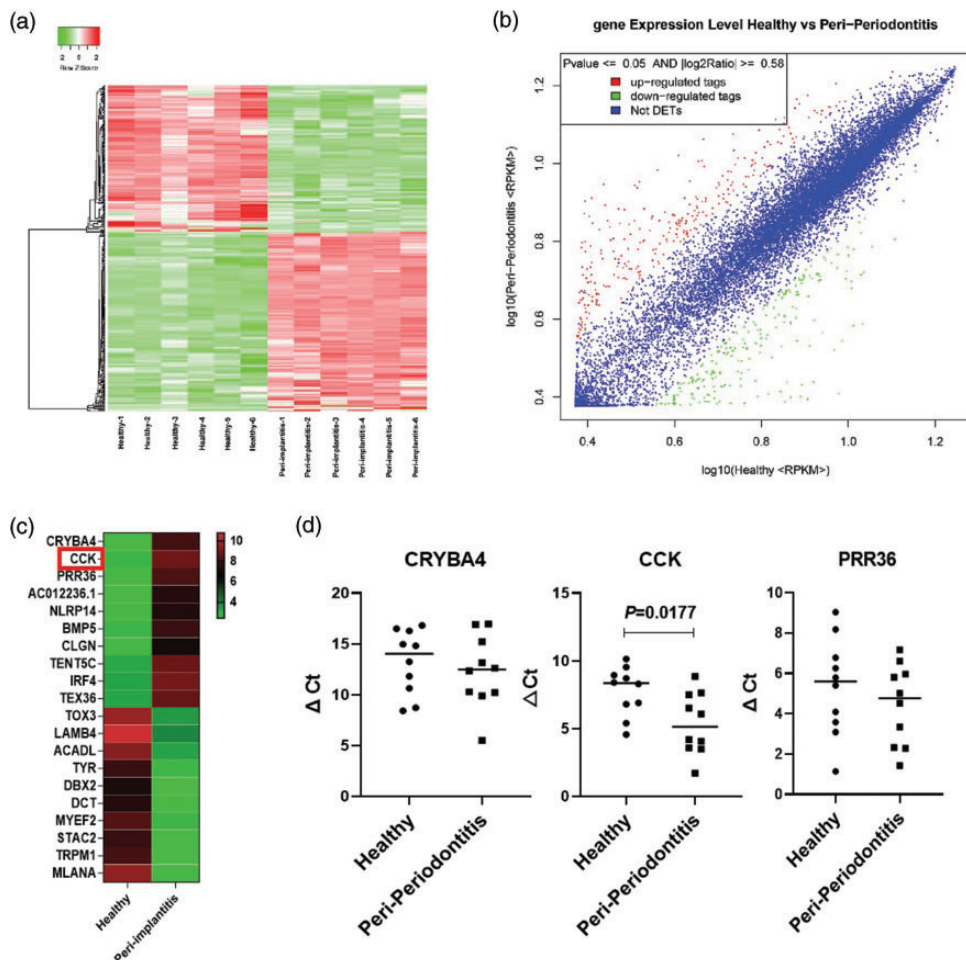 (a)
-2 0 2
Row Z-Score
Healthy-1
Healthy-2
Healthy-3
Healthy-4
Healthy-5
Healthy-6
Peri-implantitis-1
Peri-implantitis-2
Peri-implantitis-3
Peri-implantitis-4
Peri-implantitis-5
Peri-implantitis-6
(b)
gene Expression Level Healthy vs Peri-Periodontitis
Pvalue <= 0.05 AND |log2Ratio| >= 0.58
up-regulated tags
down-regulated tags
Not DETs
log10(Peri-Periodontitis <RPKM>)
1.2
1.0
0.8
0.6
0.4
0.4 0.6 0.8 1.0 1.2
log10(Healthy <RPKM>)
(c)
CRYBA4
CCK
PRR36
AC012236.1
NLRP14
BMP5
CLGN
TENT5C
IRF4
TEX36
TOX3
LAMB4
ACADL
TYR
DBX2
DCT
MYEF2
STAC2
TRPM1
MLANA
10
8
6
4
Healthy
Peri-implantitis
(d)
CRYBA4
Δ Ct
20
15
10
5
0
Healthy
Peri-Periodontitis
CCK
P=0.0177
△ Ct
15
10
5
0
Healthy
Peri-Periodontitis
PRR36
Δ Ct
10
8
6
4
2
0
Healthy
Peri-Periodontitis